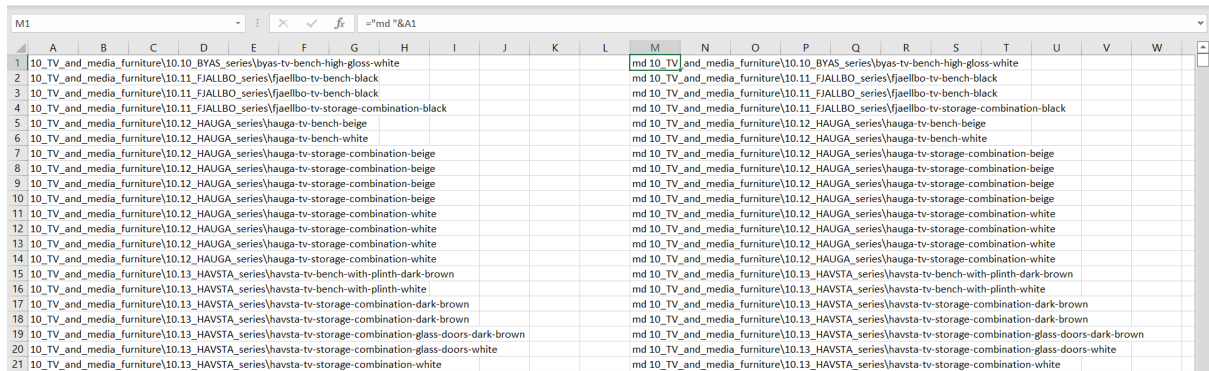 M1 fx ="md "&A1
A B C D E F G H I J K L M N O P Q R S T U V W
1 10_TV_and_media_furniture\10.10_BYAS_series\byas-tv-bench-high-gloss-white md 10_TV_and_media_furniture\10.10_BYAS_series\byas-tv-bench-high-gloss-white
2 10_TV_and_media_furniture\10.11_FJALLBO_series\fjaellbo-tv-bench-black md 10_TV_and_media_furniture\10.11_FJALLBO_series\fjaellbo-tv-bench-black
3 10_TV_and_media_furniture\10.11_FJALLBO_series\fjaellbo-tv-bench-black md 10_TV_and_media_furniture\10.11_FJALLBO_series\fjaellbo-tv-bench-black
4 10_TV_and_media_furniture\10.11_FJALLBO_series\fjaellbo-tv-storage-combination-black md 10_TV_and_media_furniture\10.11_FJALLBO_series\fjaellbo-tv-storage-combination-black
5 10_TV_and_media_furniture\10.12_HAUGA_series\hauga-tv-bench-beige md 10_TV_and_media_furniture\10.12_HAUGA_series\hauga-tv-bench-beige
6 10_TV_and_media_furniture\10.12_HAUGA_series\hauga-tv-bench-white md 10_TV_and_media_furniture\10.12_HAUGA_series\hauga-tv-bench-white
7 10_TV_and_media_furniture\10.12_HAUGA_series\hauga-tv-storage-combination-beige md 10_TV_and_media_furniture\10.12_HAUGA_series\hauga-tv-storage-combination-beige
8 10_TV_and_media_furniture\10.12_HAUGA_series\hauga-tv-storage-combination-beige md 10_TV_and_media_furniture\10.12_HAUGA_series\hauga-tv-storage-combination-beige
9 10_TV_and_media_furniture\10.12_HAUGA_series\hauga-tv-storage-combination-beige md 10_TV_and_media_furniture\10.12_HAUGA_series\hauga-tv-storage-combination-beige
10 10_TV_and_media_furniture\10.12_HAUGA_series\hauga-tv-storage-combination-beige md 10_TV_and_media_furniture\10.12_HAUGA_series\hauga-tv-storage-combination-beige
11 10_TV_and_media_furniture\10.12_HAUGA_series\hauga-tv-storage-combination-white md 10_TV_and_media_furniture\10.12_HAUGA_series\hauga-tv-storage-combination-white
12 10_TV_and_media_furniture\10.12_HAUGA_series\hauga-tv-storage-combination-white md 10_TV_and_media_furniture\10.12_HAUGA_series\hauga-tv-storage-combination-white
13 10_TV_and_media_furniture\10.12_HAUGA_series\hauga-tv-storage-combination-white md 10_TV_and_media_furniture\10.12_HAUGA_series\hauga-tv-storage-combination-white
14 10_TV_and_media_furniture\10.12_HAUGA_series\hauga-tv-storage-combination-white md 10_TV_and_media_furniture\10.12_HAUGA_series\hauga-tv-storage-combination-white
15 10_TV_and_media_furniture\10.13_HAVSTA_series\havsta-tv-bench-with-plinth-dark-brown md 10_TV_and_media_furniture\10.13_HAVSTA_series\havsta-tv-bench-with-plinth-dark-brown
16 10_TV_and_media_furniture\10.13_HAVSTA_series\havsta-tv-bench-with-plinth-white md 10_TV_and_media_furniture\10.13_HAVSTA_series\havsta-tv-bench-with-plinth-white
17 10_TV_and_media_furniture\10.13_HAVSTA_series\havsta-tv-storage-combination-dark-brown md 10_TV_and_media_furniture\10.13_HAVSTA_series\havsta-tv-storage-combination-dark-brown
18 10_TV_and_media_furniture\10.13_HAVSTA_series\havsta-tv-storage-combination-dark-brown md 10_TV_and_media_furniture\10.13_HAVSTA_series\havsta-tv-storage-combination-dark-brown
19 10_TV_and_media_furniture\10.13_HAVSTA_series\havsta-tv-storage-combination-glass-doors-dark-brown md 10_TV_and_media_furniture\10.13_HAVSTA_series\havsta-tv-storage-combination-glass-doors-dark-brown
20 10_TV_and_media_furniture\10.13_HAVSTA_series\havsta-tv-storage-combination-glass-doors-white md 10_TV_and_media_furniture\10.13_HAVSTA_series\havsta-tv-storage-combination-glass-doors-white
21 10_TV_and_media_furniture\10.13_HAVSTA_series\havsta-tv-storage-combination-white md 10_TV_and_media_furniture\10.13_HAVSTA_series\havsta-tv-storage-combination-white